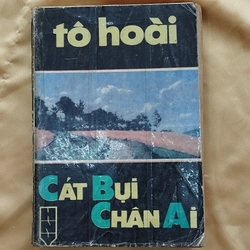 tô hoài
CÁT BỤI
CHÂN AI